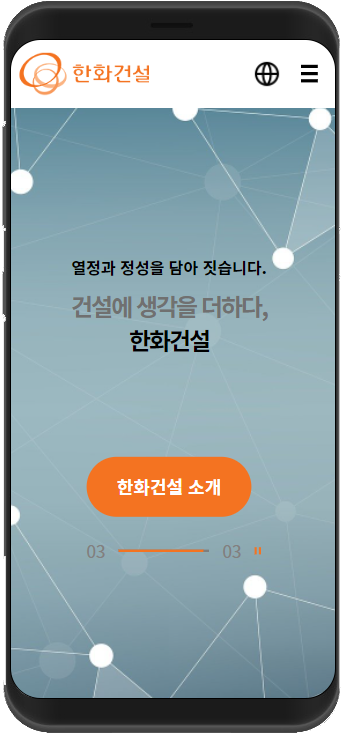 한화건설
열정과 정성을 담아 짓습니다.
건설에 생각을 더하다,
한화건설
한화건설 소개
03 03